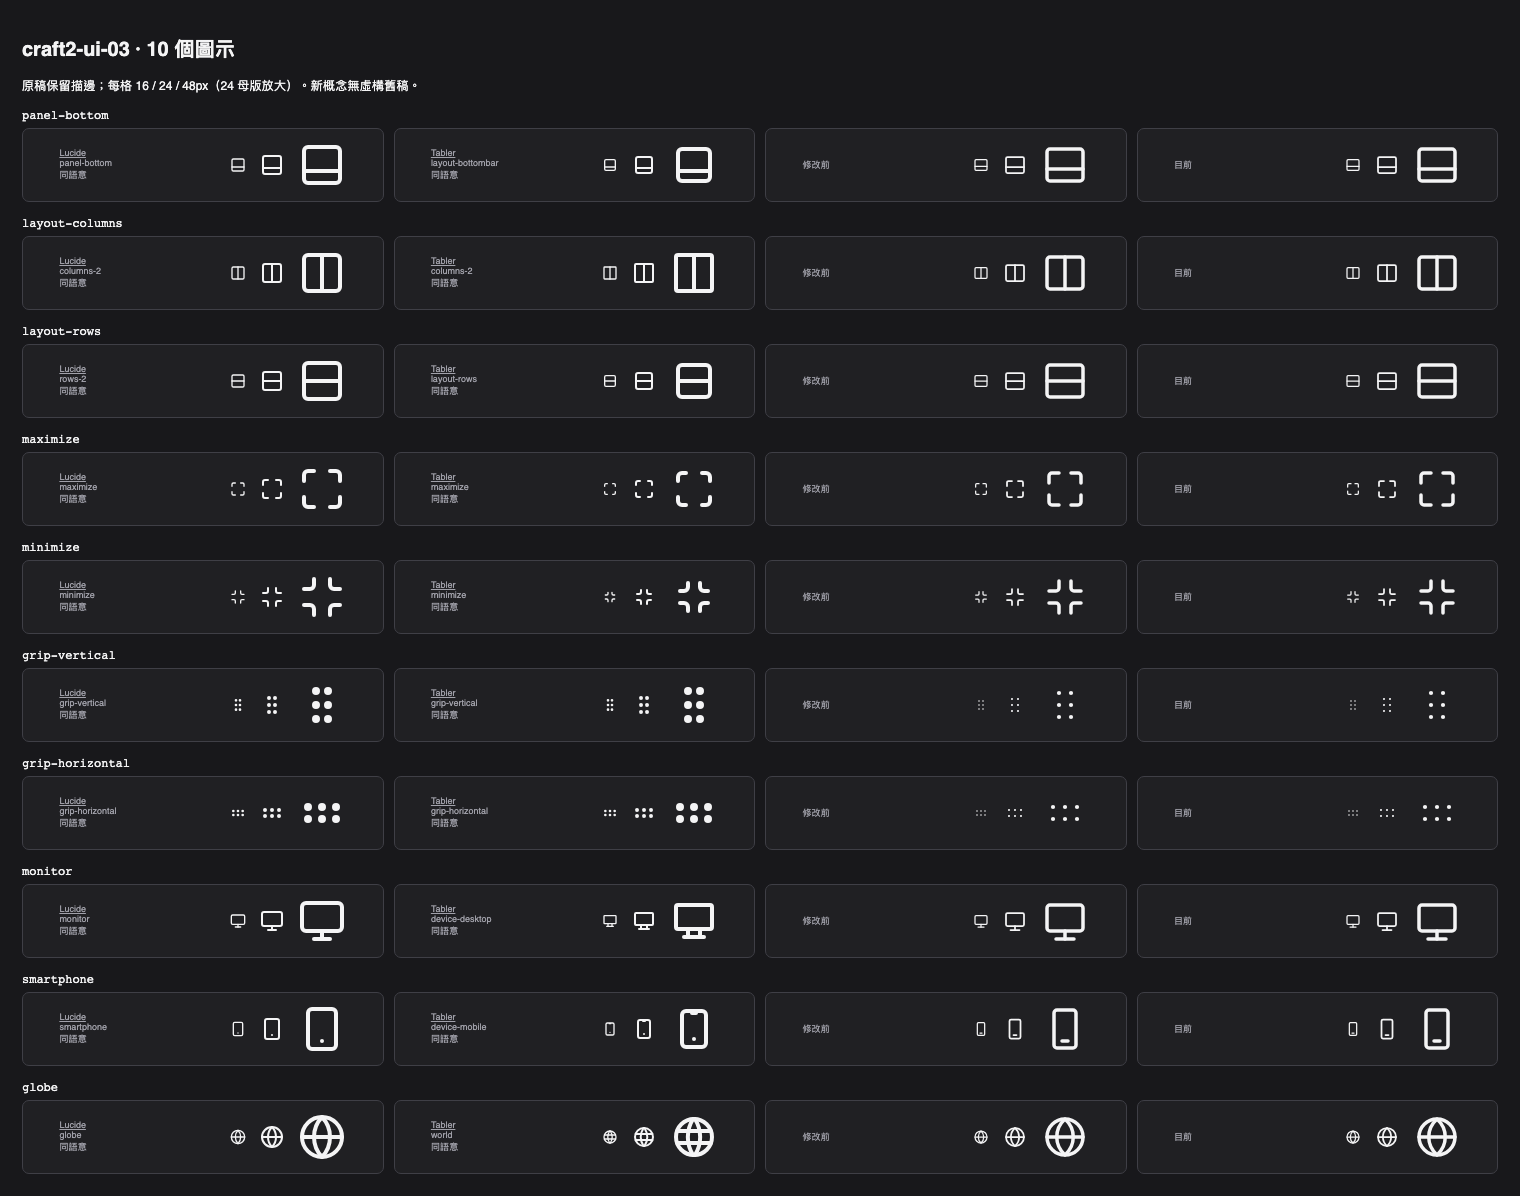 craft2-ui-03 · 10 個圖示
原稿保留描邊；每格 16 / 24 / 48px（24 母版放大）。新概念無虛構舊稿。
panel-bottom
Lucide
panel-bottom
同語意
Tabler
layout-bottombar
同語意
修改前
目前
layout-columns
Lucide
columns-2
同語意
Tabler
columns-2
同語意
修改前
目前
layout-rows
Lucide
rows-2
同語意
Tabler
layout-rows
同語意
修改前
目前
maximize
Lucide
maximize
同語意
Tabler
maximize
同語意
修改前
目前
minimize
Lucide
minimize
同語意
Tabler
minimize
同語意
修改前
目前
grip-vertical
Lucide
grip-vertical
同語意
Tabler
grip-vertical
同語意
修改前
目前
grip-horizontal
Lucide
grip-horizontal
同語意
Tabler
grip-horizontal
同語意
修改前
目前
monitor
Lucide
monitor
同語意
Tabler
device-desktop
同語意
修改前
目前
smartphone
Lucide
smartphone
同語意
Tabler
device-mobile
同語意
修改前
目前
globe
Lucide
globe
同語意
Tabler
world
同語意
修改前
目前